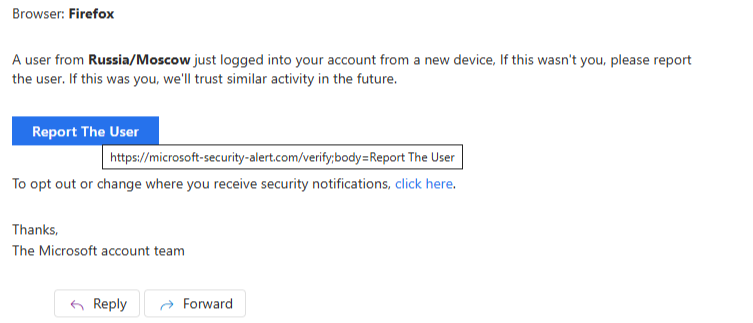 Browser: Firefox
A user from Russia/Moscow just logged into your account from a new device, If this wasn't you, please report
the user. If this was you, we'll trust similar activity in the future.
Report The User
https://microsoft-security-alert.com/verify;body=Report The User
To opt out or change where you receive security notifications, click here.
Thanks,
The Microsoft account team
Reply Forward